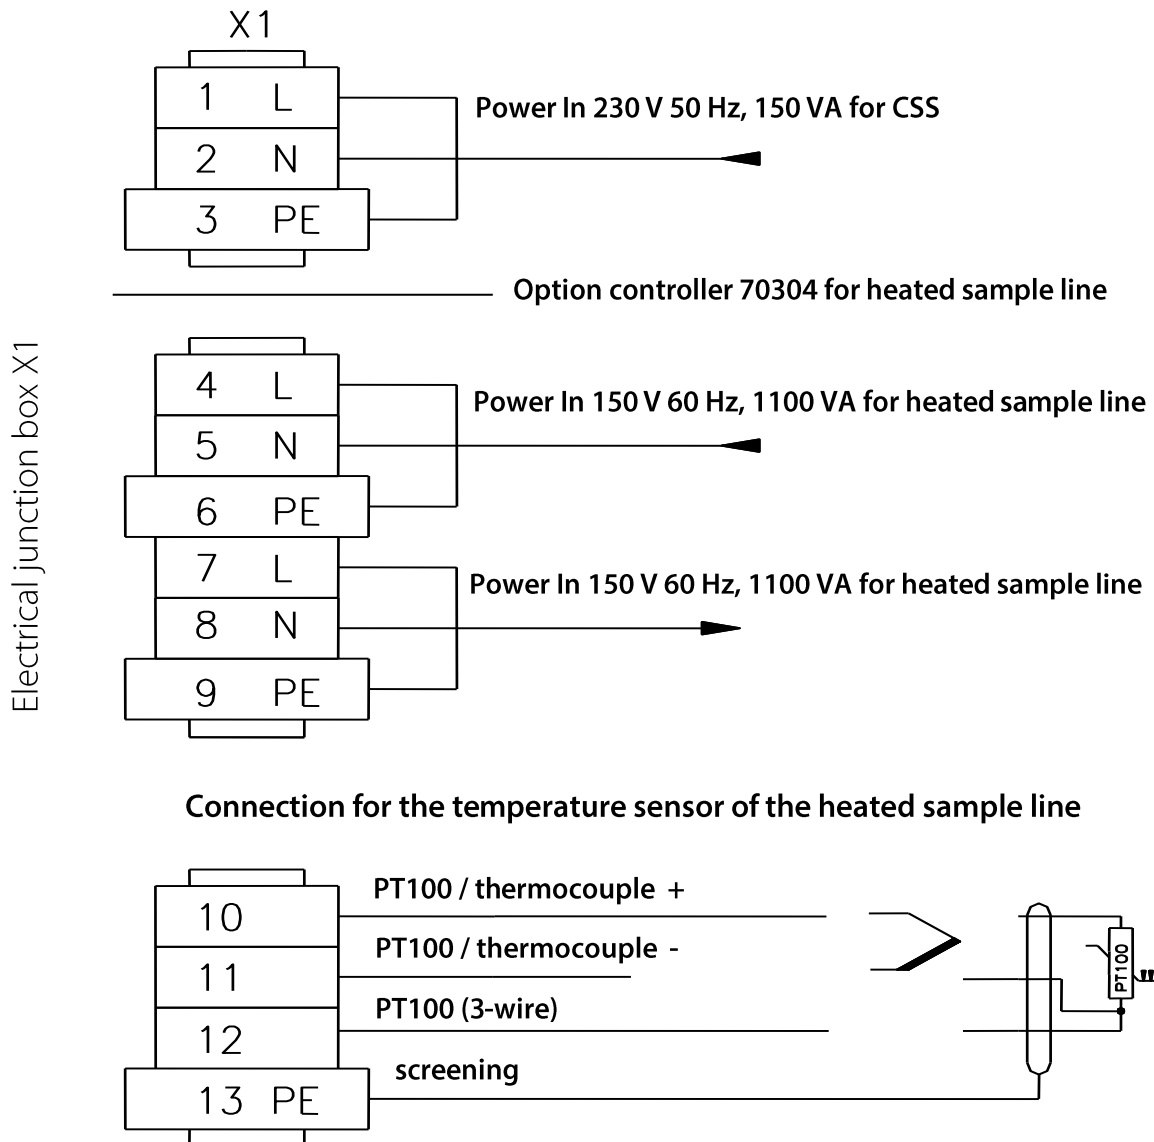 X1
1 L
Power In 230 V 50 Hz, 150 VA for CSS
2 N
3 PE
Option controller 70304 for heated sample line
Electrical junction box X1
4 L
Power In 150 V 60 Hz, 1100 VA for heated sample line
5 N
6 PE
7 L
Power In 150 V 60 Hz, 1100 VA for heated sample line
8 N
9 PE
Connection for the temperature sensor of the heated sample line
PT100 / thermocouple +
10
PT100 / thermocouple -
11
PT100 (3-wire)
12
PT100
screening
13 PE